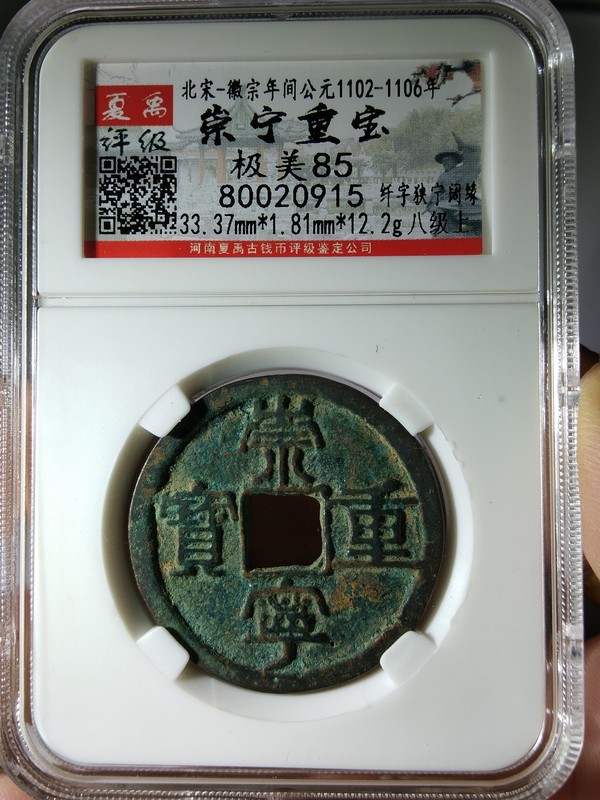 北宋-徽宗年间公元1102-1106年
夏禹
评级
崇宁重宝
极美85
80020915 纤字狭宁阔缘
33.37mm*1.81mm*12.2g 八级上
河南夏禹古钱币评级鉴定公司
崇
寶 重
寧